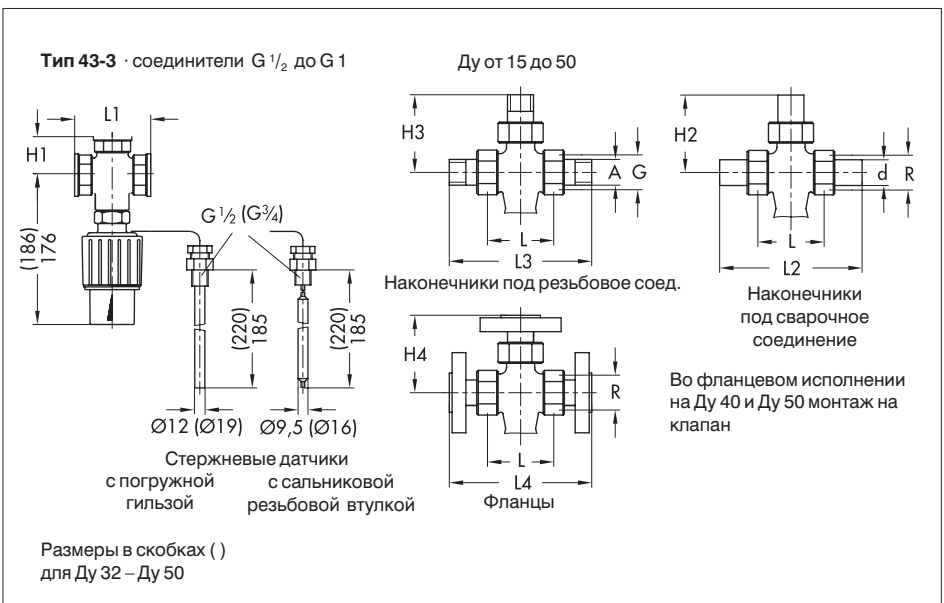 Тип 43-3 · соединители G 1/2 до G 1
Ду от 15 до 50
L1
H1
(186)
176
G 1/2 (G3/4)
(220)
185
(220)
185
Ø12 (Ø19)
Ø9,5 (Ø16)
Стержневые датчики
с погружной
гильзой
с сальниковой
резьбовой втулкой
H3
A
G
L
L3
Наконечники под резьбовое соед.
H2
d
R
L
L2
Наконечники
под сварочное
соединение
H4
R
L
L4
Фланцы
Во фланцевом исполнении
на Ду 40 и Ду 50 монтаж на
клапан
Размеры в скобках ( )
для Ду 32 – Ду 50